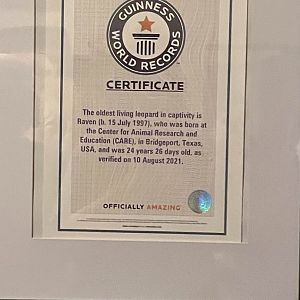 GUINNESS
WORLD RECORDS
CERTIFICATE
The oldest living leopard in captivity is
Raven (b. 15 July 1997), who was born at
the Center for Animal Research and
Education (CARE), in Bridgeport, Texas,
USA, and was 24 years 26 days old, as
verified on 10 August 2021.
OFFICIALLY AMAZING